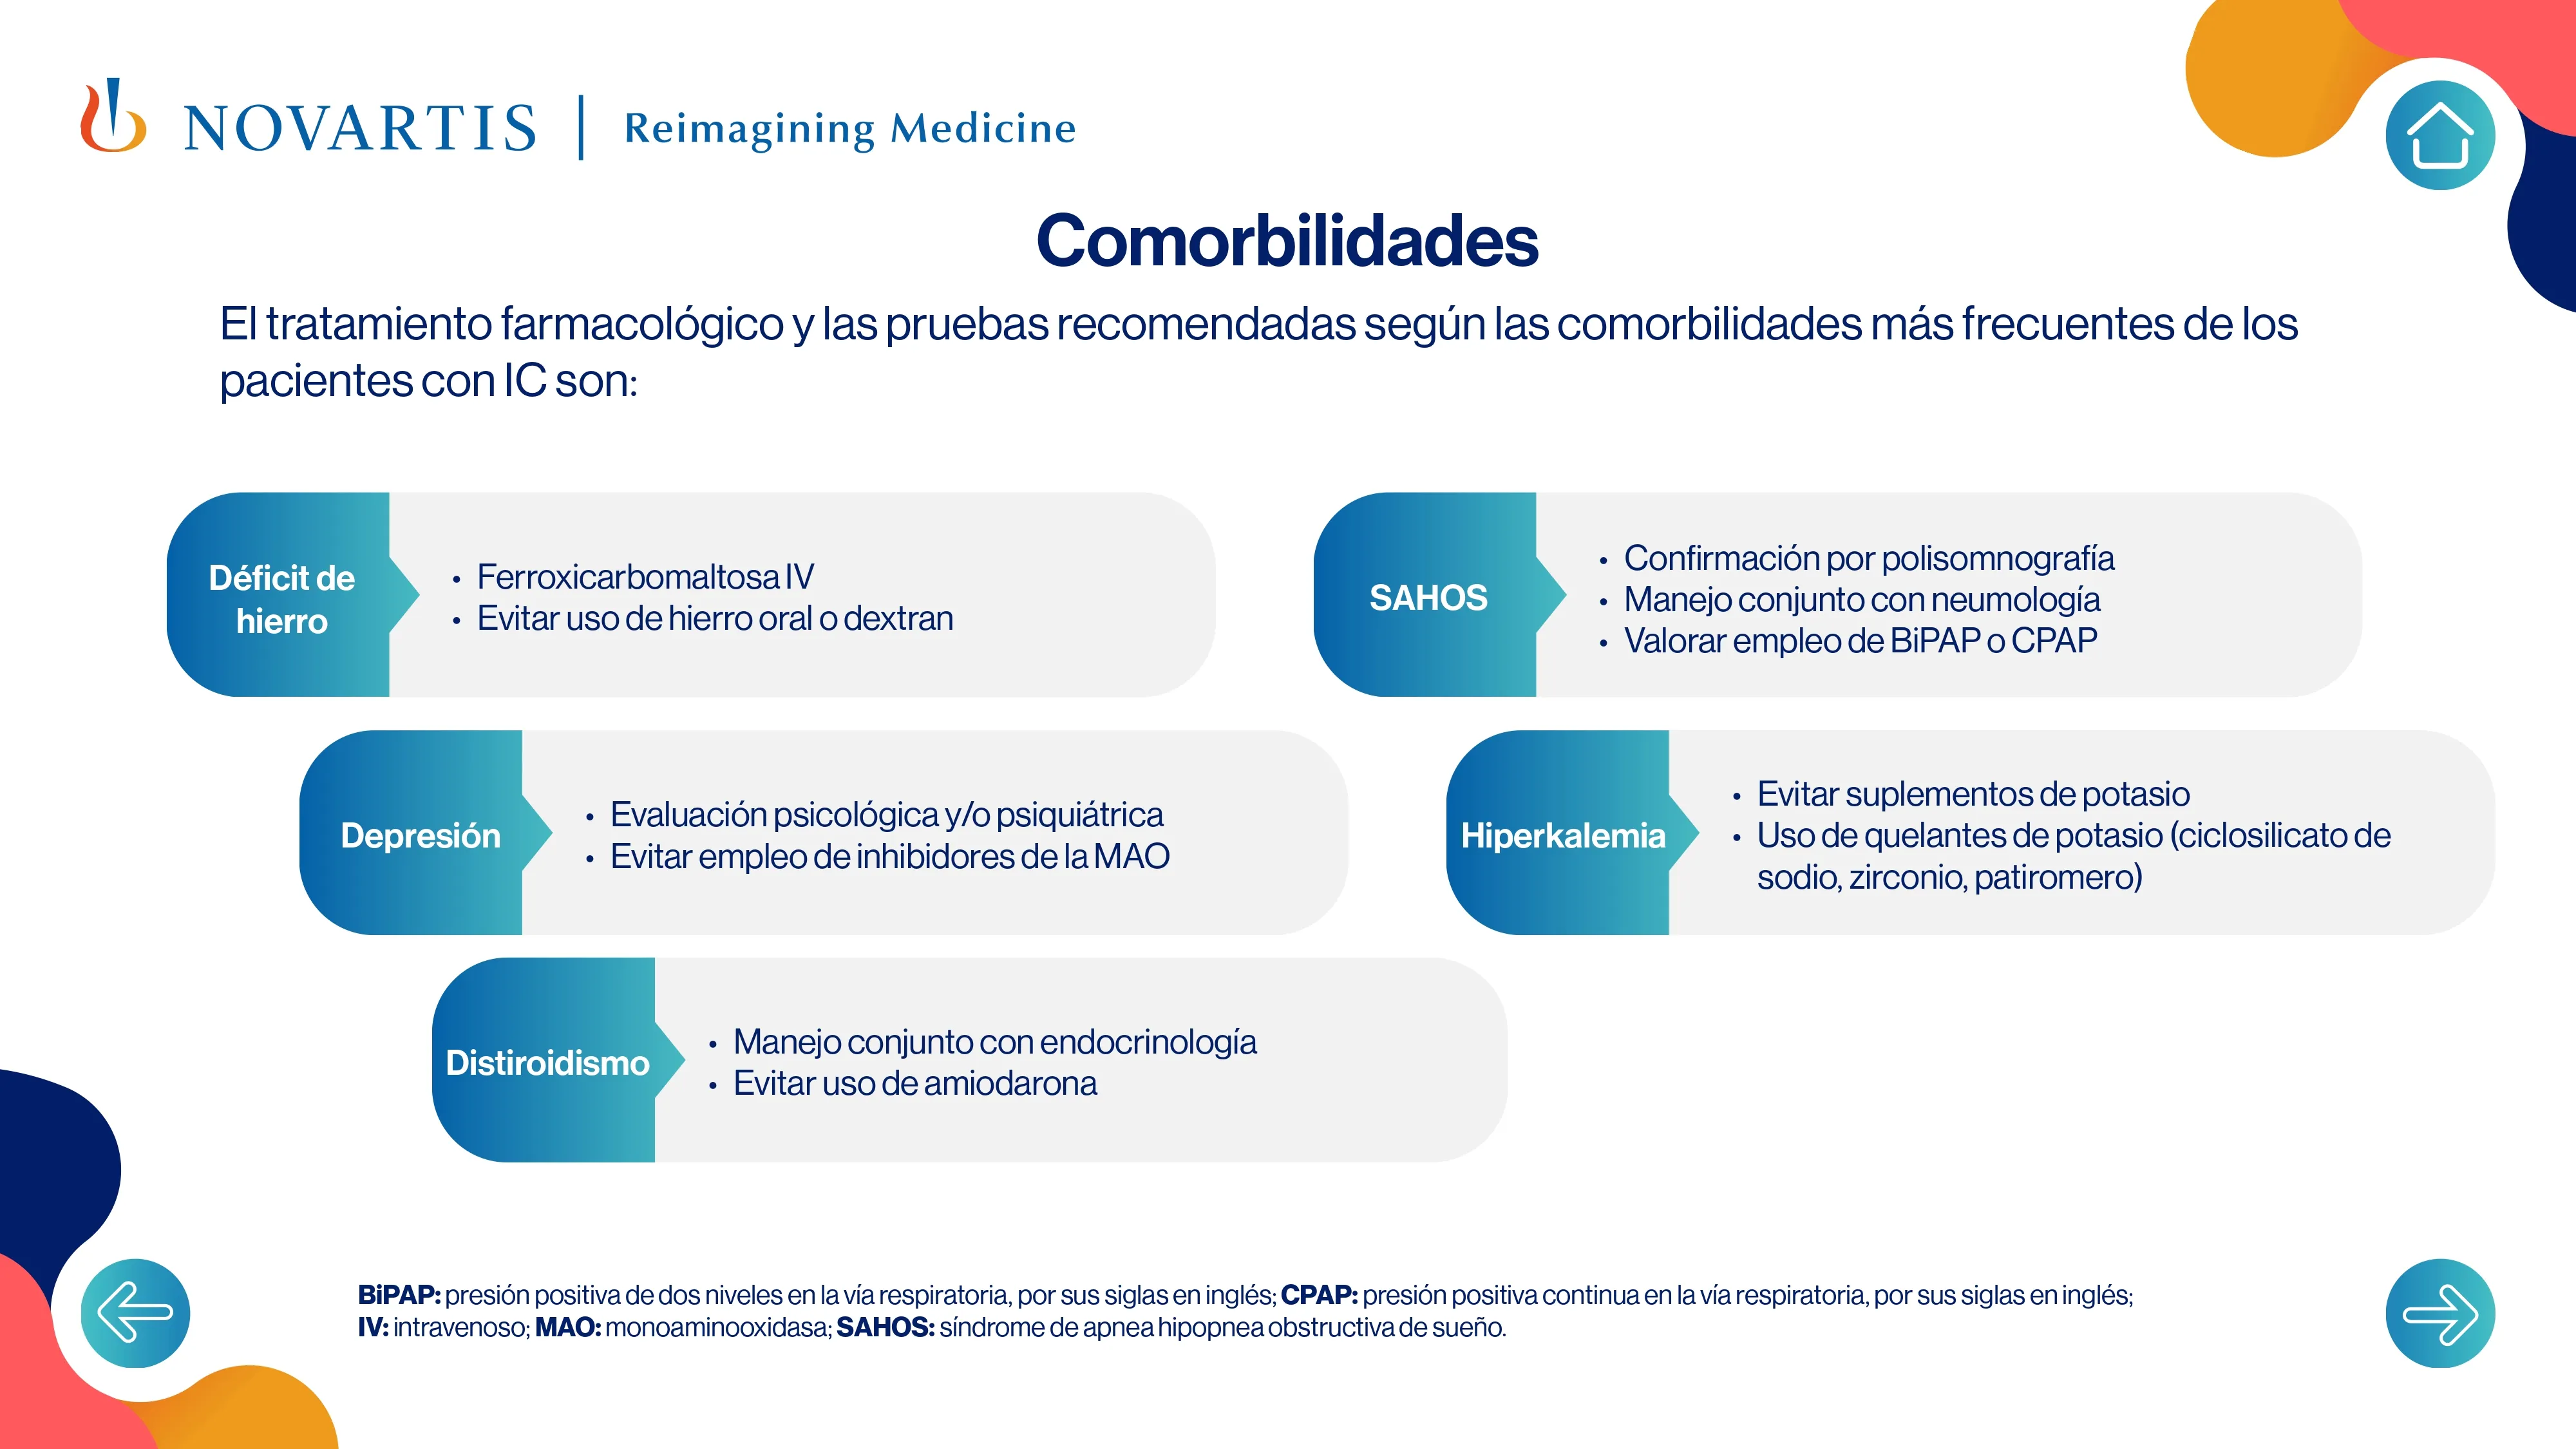 NOVARTIS | Reimagining Medicine
Comorbilidades
El tratamiento farmacológico y las pruebas recomendadas según las comorbilidades más frecuentes de los
pacientes con IC son:
Déficit de
hierro
• Ferroxicarbomaltosa IV
• Evitar uso de hierro oral o dextran
SAHOS
• Confirmación por polisomnografía
• Manejo conjunto con neumología
• Valorar empleo de BiPAP o CPAP
Depresión
• Evaluación psicológica y/o psiquiátrica
• Evitar empleo de inhibidores de la MAO
Hiperkalemia
• Evitar suplementos de potasio
• Uso de quelantes de potasio (ciclosilicato de
sodio, zirconio, patiromero)
Distiroidismo
• Manejo conjunto con endocrinología
• Evitar uso de amiodarona
BiPAP: presión positiva de dos niveles en la vía respiratoria, por sus siglas en inglés; CPAP: presión positiva continua en la vía respiratoria, por sus siglas en inglés;
IV: intravenoso; MAO: monoaminooxidasa; SAHOS: síndrome de apnea hipopnea obstructiva de sueño.